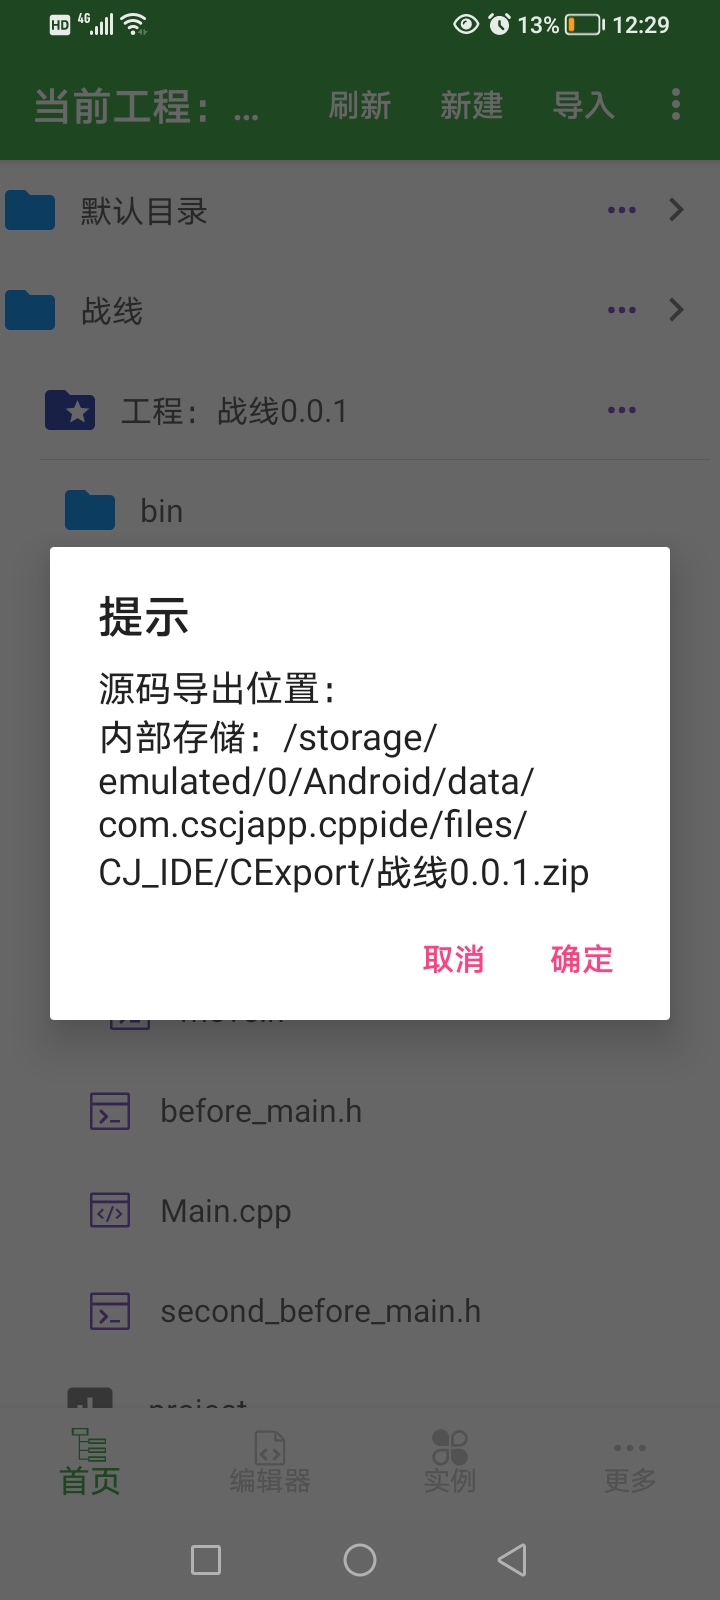 HD 4G 13% 12:29
当前工程：... 刷新 新建 导入
默认目录
战线
工程：战线0.0.1
bin
提示
源码导出位置：
内部存储：/storage/
emulated/0/Android/data/
com.cscjapp.cppide/files/
CJ_IDE/CExport/战线0.0.1.zip
取消 确定
before_main.h
Main.cpp
second_before_main.h
project
首页 编辑器 实例 更多